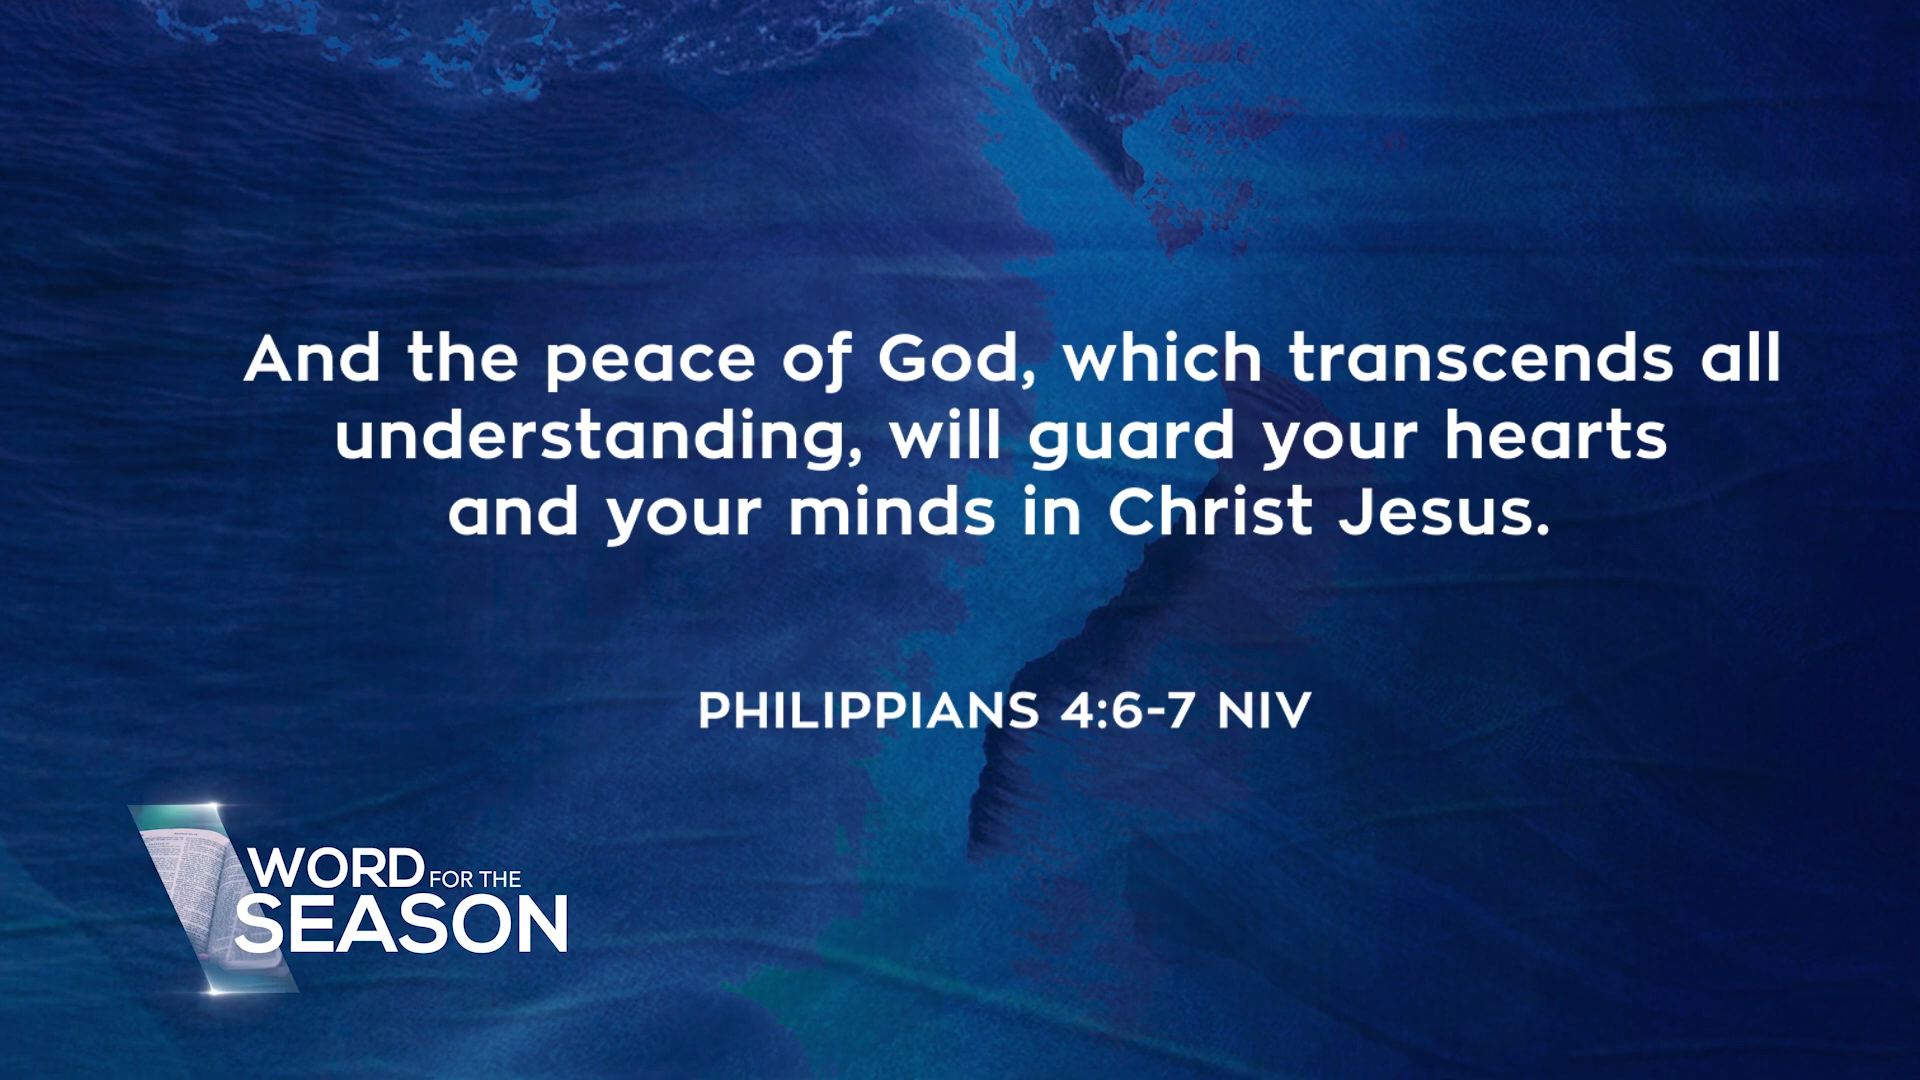 And the peace of God, which transcends all
understanding, will guard your hearts
and your minds in Christ Jesus.
PHILIPPIANS 4:6-7 NIV
WORD FOR THE
SEASON